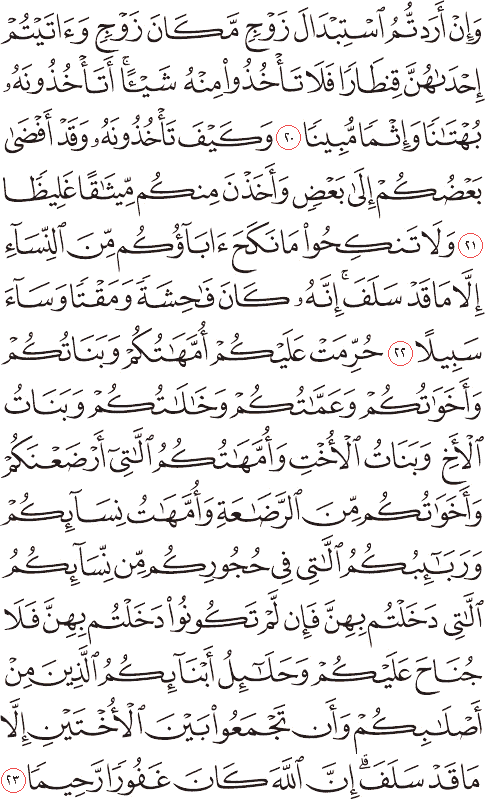 وَإِنْ أَرَدتُّمُ ٱسْتِبْدَالَ زَوْجٍ مَّكَانَ زَوْجٍ وَءَاتَيْتُمْ
إِحْدَىٰهُنَّ قِنطَارًا فَلَا تَأْخُذُوا۟ مِنْهُ شَيْـًٔا ۚ أَتَأْخُذُونَهُۥ
بُهْتَـٰنًا وَإِثْمًا مُّبِينًا ٢٠ وَكَيْفَ تَأْخُذُونَهُۥ وَقَدْ أَفْضَىٰ
بَعْضُكُمْ إِلَىٰ بَعْضٍ وَأَخَذْنَ مِنكُم مِّيثَـٰقًا غَلِيظًا
٢١ وَلَا تَنكِحُوا۟ مَا نَكَحَ ءَابَآؤُكُم مِّنَ ٱلنِّسَآءِ
إِلَّا مَا قَدْ سَلَفَ ۚ إِنَّهُۥ كَانَ فَـٰحِشَةً وَمَقْتًا وَسَآءَ
سَبِيلًا ٢٢ حُرِّمَتْ عَلَيْكُمْ أُمَّهَـٰتُكُمْ وَبَنَاتُكُمْ
وَأَخَوَٰتُكُمْ وَعَمَّـٰتُكُمْ وَخَـٰلَـٰتُكُمْ وَبَنَاتُ
ٱلْأَخِ وَبَنَاتُ ٱلْأُخْتِ وَأُمَّهَـٰتُكُمُ ٱلَّـٰتِىٓ أَرْضَعْنَكُمْ
وَأَخَوَٰتُكُم مِّنَ ٱلرَّضَـٰعَةِ وَأُمَّهَـٰتُ نِسَآئِكُمْ
وَرَبَـٰٓئِبُكُمُ ٱلَّـٰتِى فِى حُجُورِكُم مِّن نِّسَآئِكُمُ
ٱلَّـٰتِى دَخَلْتُم بِهِنَّ فَإِن لَّمْ تَكُونُوا۟ دَخَلْتُم بِهِنَّ فَلَا
جُنَاحَ عَلَيْكُمْ وَحَلَـٰٓئِلُ أَبْنَآئِكُمُ ٱلَّذِينَ مِنْ
أَصْلَـٰبِكُمْ وَأَن تَجْمَعُوا۟ بَيْنَ ٱلْأُخْتَيْنِ إِلَّا
مَا قَدْ سَلَفَ ۗ إِنَّ ٱللَّهَ كَانَ غَفُورًا رَّحِيمًا ٢٣